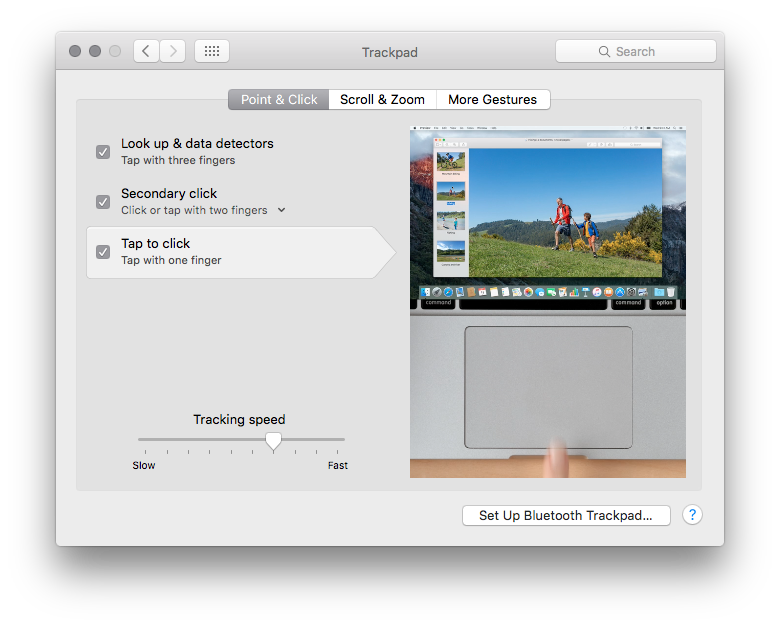 Trackpad
Search
Point & Click
Scroll & Zoom
More Gestures
Look up & data detectors
Tap with three fingers
Secondary click
Click or tap with two fingers
Tap to click
Tap with one finger
command
command
option
Tracking speed
Slow
Fast
Set Up Bluetooth Trackpad...
?